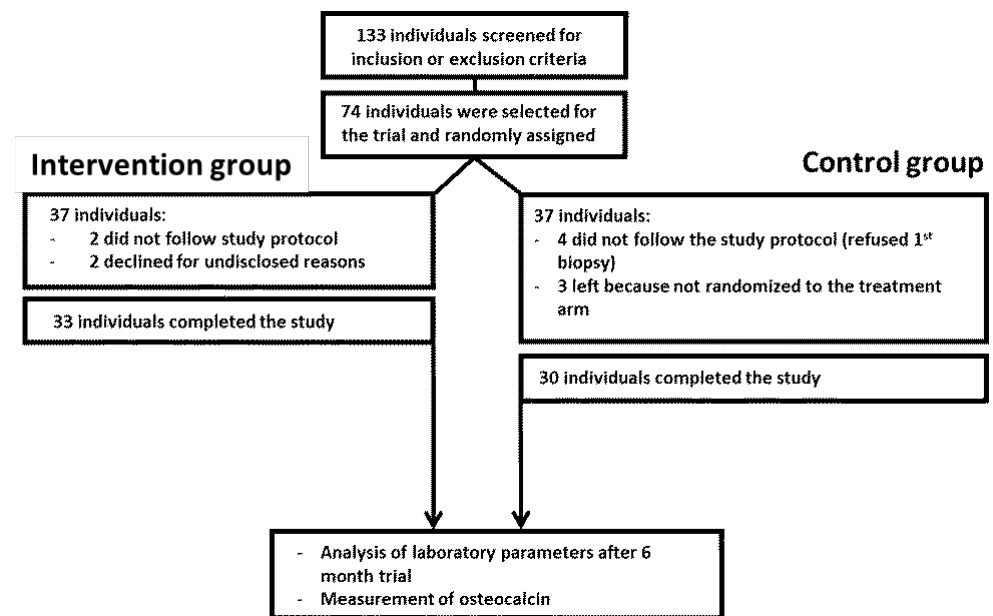 133 individuals screened for
inclusion or exclusion criteria
74 individuals were selected for
the trial and randomly assigned
Intervention group
Control group
37 individuals:
- 2 did not follow study protocol
- 2 declined for undisclosed reasons
33 individuals completed the study
37 individuals:
- 4 did not follow the study protocol (refused 1st
biopsy)
- 3 left because not randomized to the treatment
arm
30 individuals completed the study
- Analysis of laboratory parameters after 6
month trial
- Measurement of osteocalcin